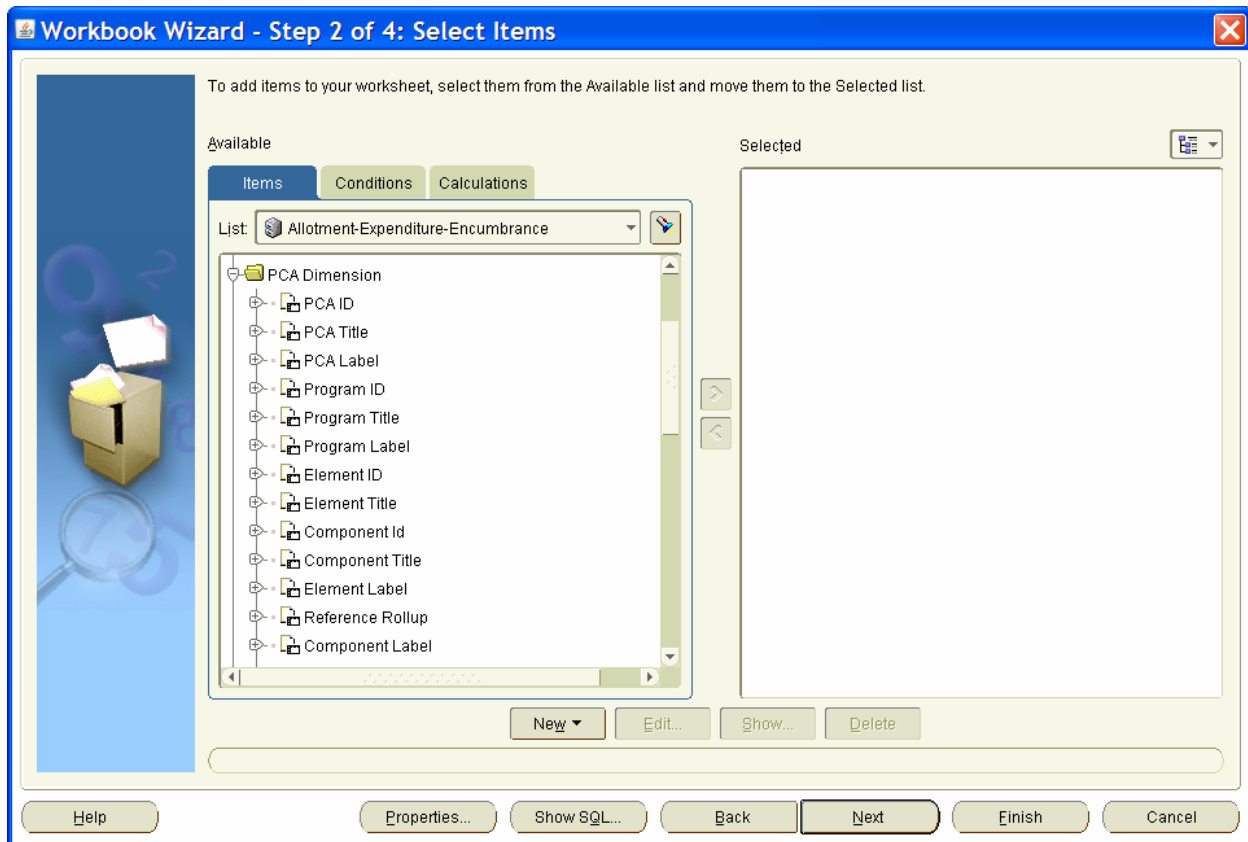 Workbook Wizard - Step 2 of 4: Select Items
To add items to your worksheet, select them from the Available list and move them to the Selected list.
Available
Selected
Items Conditions Calculations
List: Allotment-Expenditure-Encumbrance
PCA Dimension
PCA ID
PCA Title
PCA Label
Program ID
Program Title
Program Label
Element ID
Element Title
Component Id
Component Title
Element Label
Reference Rollup
Component Label
New Edit... Show... Delete
Help Properties... Show SQL... Back Next Finish Cancel